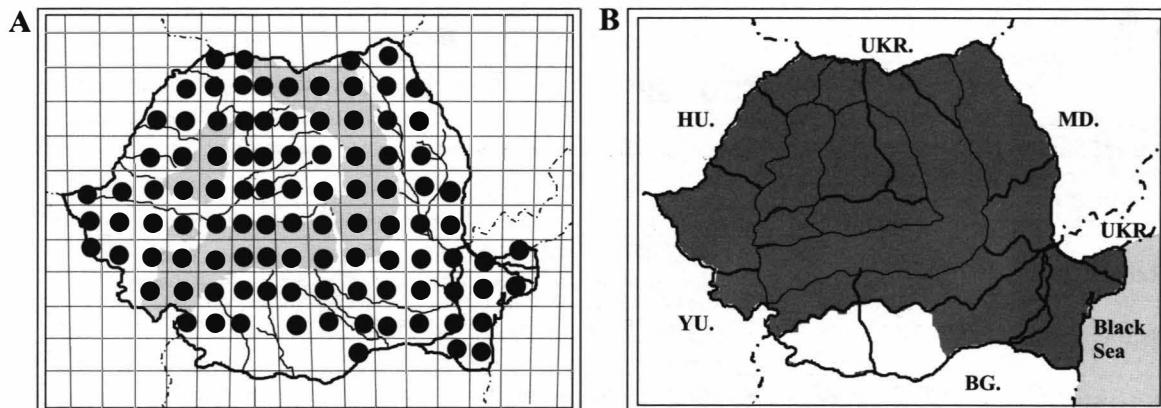 A
B
UKR.
HU.
MD.
UKR.
YU.
Black
Sea
BG.